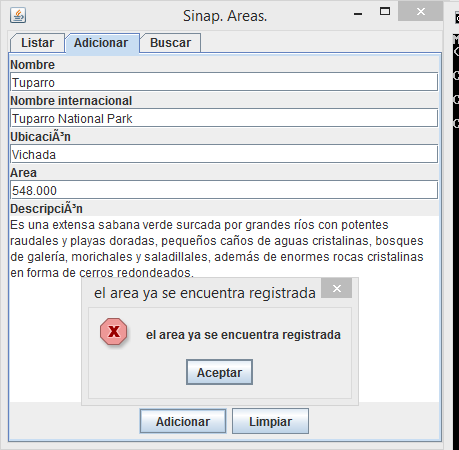 Sinap. Areas.
Listar Adicionar Buscar
Nombre
Tuparro
Nombre internacional
Tuparro National Park
UbicaciÃ³n
Vichada
Area
548.000
DescripciÃ³n
Es una extensa sabana verde surcada por grandes ríos con potentes
raudales y playas doradas, pequeños caños de aguas cristalinas, bosques
de galería, morichales y saladillales, además de enormes rocas cristalinas
en forma de cerros redondeados.
el area ya se encuentra registrada
el area ya se encuentra registrada
Aceptar
Adicionar Limpiar